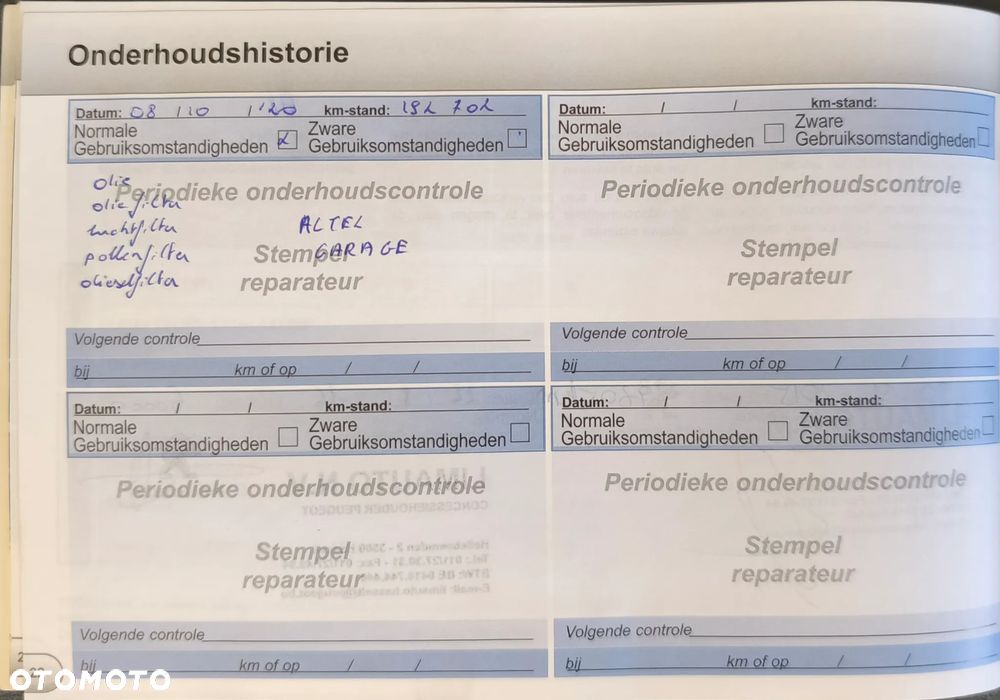 Onderhoudshistorie
Datum: 08 / 10 / '20 km-stand: 192 702
Normale Gebruiksomstandigheden Zware Gebruiksomstandigheden
Periodieke onderhoudscontrole
olie
oliefilter
luchtfilter
pollenfilter
dieselfilter
ALTEL
GARAGE
Stempel
reparateur
Volgende controle
bij km of op / /
Datum: / / km-stand:
Normale Gebruiksomstandigheden Zware Gebruiksomstandigheden
Periodieke onderhoudscontrole
Stempel
reparateur
Volgende controle
bij km of op / /
Datum: / / km-stand:
Normale Gebruiksomstandigheden Zware Gebruiksomstandigheden
Periodieke onderhoudscontrole
Stempel
reparateur
Volgende controle
bij km of op / /
Datum: / / km-stand:
Normale Gebruiksomstandigheden Zware Gebruiksomstandigheden
Periodieke onderhoudscontrole
Stempel
reparateur
Volgende controle
bij km of op / /
OTOMOTO